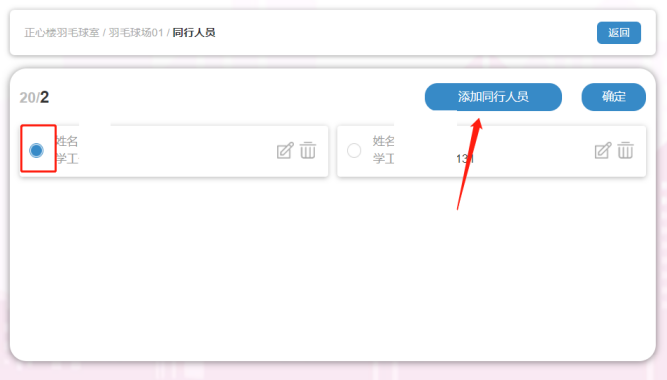 正心楼羽毛球室 / 羽毛球场01 / 同行人员
返回
20/2
添加同行人员
确定
姓名
学工
姓名
学工
131